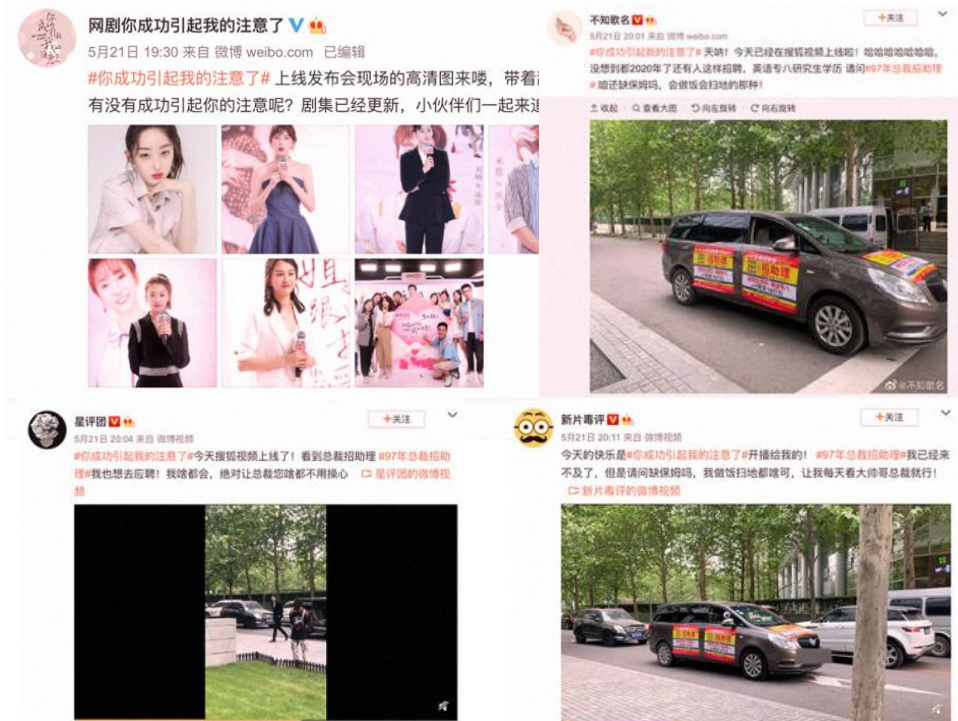 网剧你成功引起我的注意了
5月21日 19:30 来自 微博 weibo.com 已编辑
#你成功引起我的注意了# 上线发布会现场的高清图来喽，带着
有没有成功引起你的注意呢？剧集已经更新，小伙伴们一起来追
不知歌名
+关注
5月21日 20:01 来自 微博 weibo.com
#你成功引起我的注意了# 天呐！今天已经在搜狐视频上线啦！哈哈哈哈哈哈哈，
没想到都2020年了还有人这样招聘，英语专八研究生学历 请问#97年总裁招助理
# 咱还缺保姆吗，会做饭会扫地的那种！
收起 查看大图 向左旋转 向右旋转
招助理
招助理
@不知歌名
星评团
+关注
5月21日 20:04 来自 微博视频
#你成功引起我的注意了#今天搜狐视频上线了！看到总裁招助理 #97年总裁招助
理#我也想去应聘！我啥都会，绝对让总裁您啥都不用操心 星评团的微博视
频
新片毒评
+关注
5月21日 20:11 来自 微博视频
今天的快乐是#你成功引起我的注意了#开播给我的！ #97年总裁招助理#我已经来
不及了，但是请问缺保姆吗，我做饭扫地都啥可，让我每天看大帅哥总裁就行！
新片毒评的微博视频